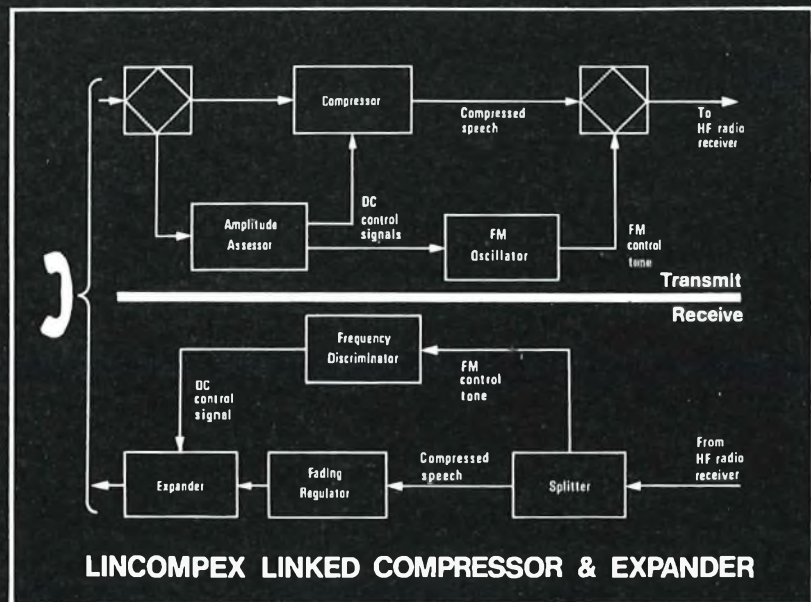 Compressor
Compressed
speech
To
HF radio
receiver
Amplitude
Assessor
DC
control
signals
FM
Oscillator
FM
control
tone
Transmit
Receive
Frequency
Discriminator
DC
control
signal
FM
control
tone
From
HF radio
receiver
Expander
Fading
Regulator
Compressed
speech
Splitter
LINCOMPEX LINKED COMPRESSOR & EXPANDER